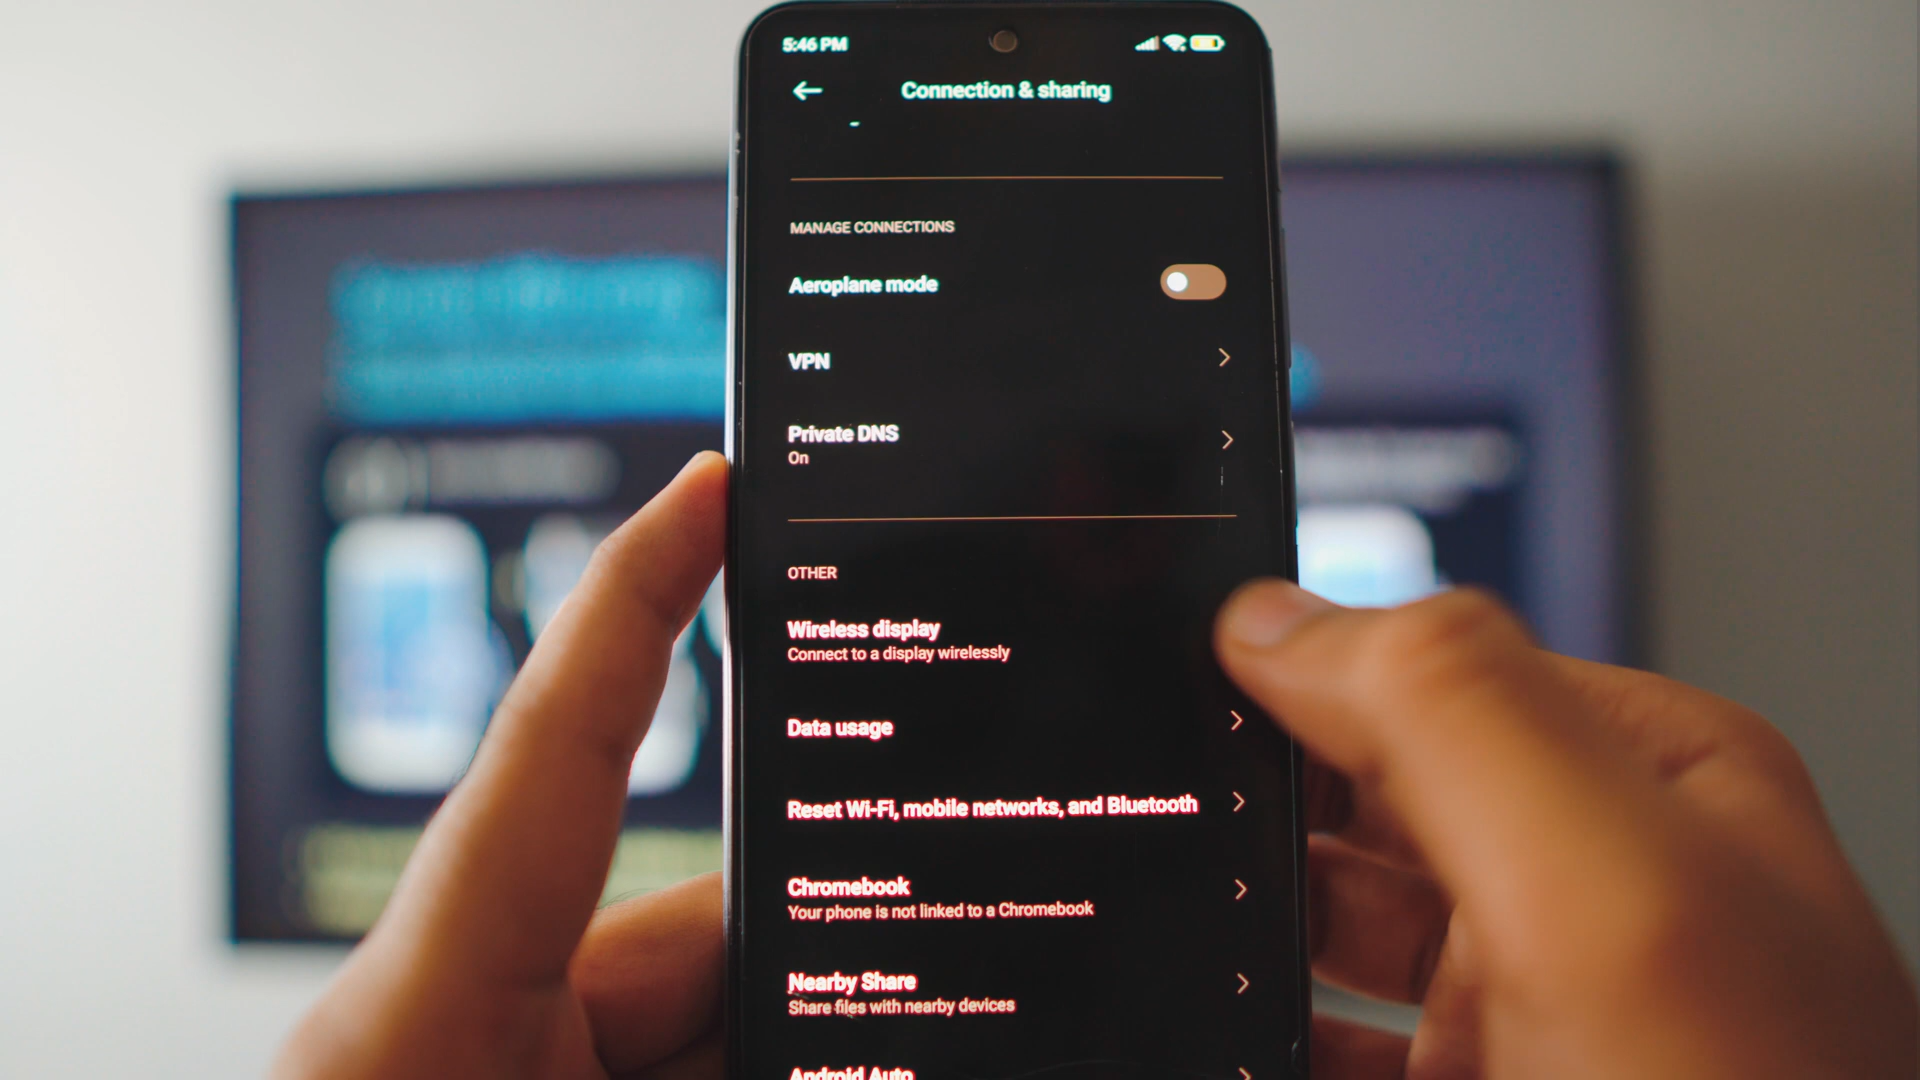 5:46 PM
Connection & sharing
MANAGE CONNECTIONS
Aeroplane mode
VPN
Private DNS
On
OTHER
Wireless display
Connect to a display wirelessly
Data usage
Reset Wi-Fi, mobile networks, and Bluetooth
Chromebook
Your phone is not linked to a Chromebook
Nearby Share
Share files with nearby devices
Android Auto